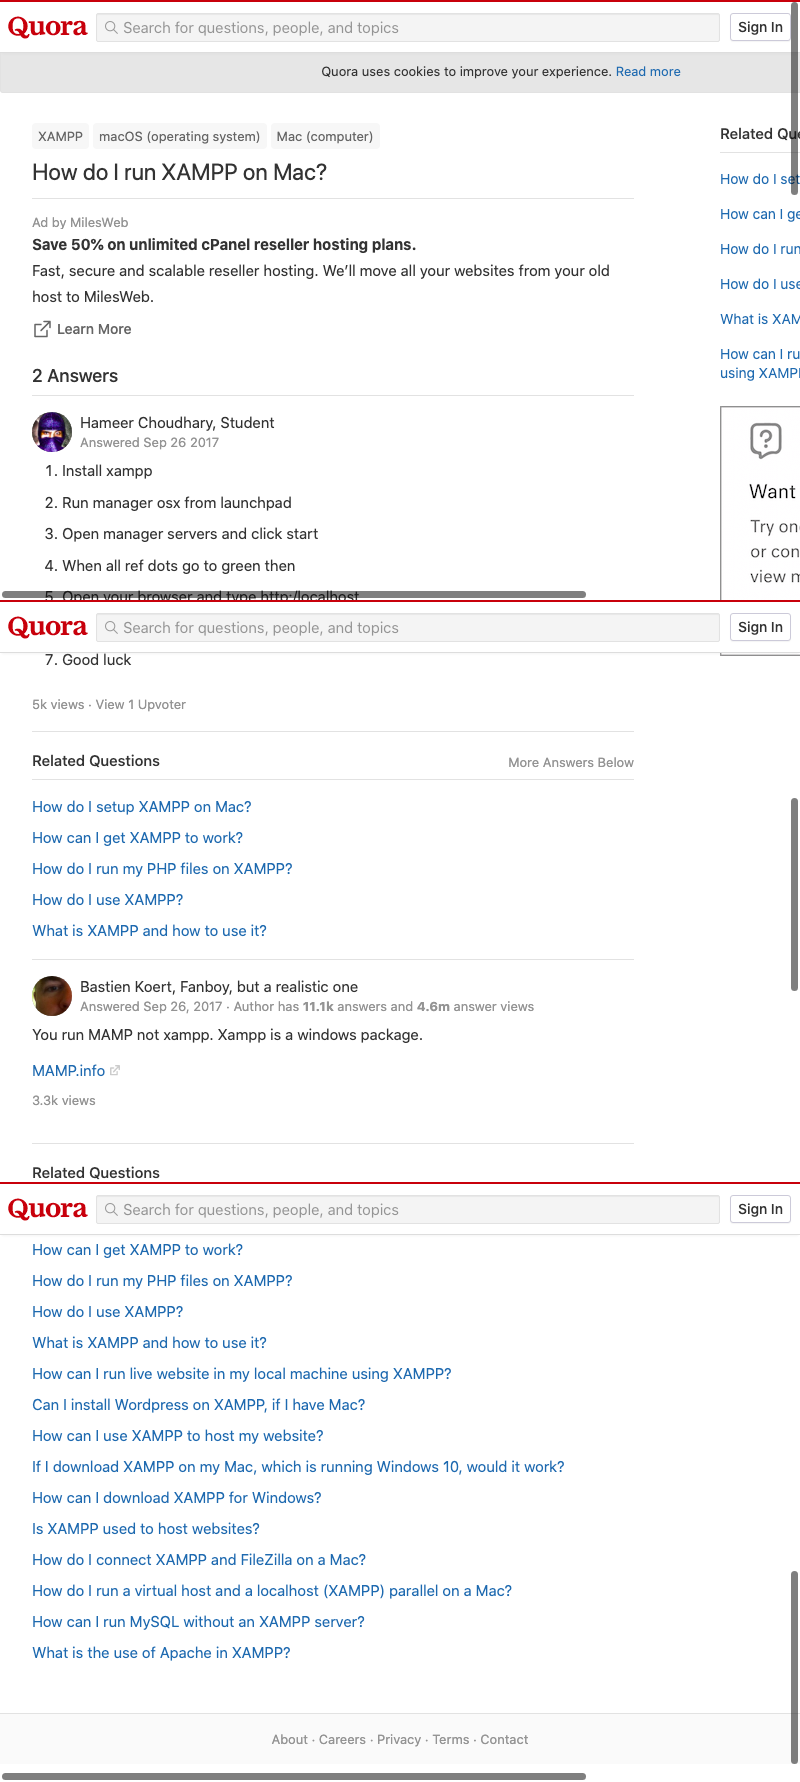 Quora
Search for questions, people, and topics
Sign In
Quora uses cookies to improve your experience. Read more
XAMPP
macOS (operating system)
Mac (computer)
How do I run XAMPP on Mac?
Ad by MilesWeb
Save 50% on unlimited cPanel reseller hosting plans.
Fast, secure and scalable reseller hosting. We'll move all your websites from your old
host to MilesWeb.
Learn More
2 Answers
Hameer Choudhary, Student
Answered Sep 26 2017
1. Install xampp
2. Run manager osx from launchpad
3. Open manager servers and click start
4. When all ref dots go to green then
5. Open your browser and type http:/localhost
Related Que
How do I set
How can I ge
How do I run
How do I use
What is XAM
How can I ru
using XAMP
Want
Try on
or con
view m
Quora
Search for questions, people, and topics
Sign In
7. Good luck
5k views · View 1 Upvoter
Related Questions
More Answers Below
How do I setup XAMPP on Mac?
How can I get XAMPP to work?
How do I run my PHP files on XAMPP?
How do I use XAMPP?
What is XAMPP and how to use it?
Bastien Koert, Fanboy, but a realistic one
Answered Sep 26, 2017 · Author has 11.1k answers and 4.6m answer views
You run MAMP not xampp. Xampp is a windows package.
MAMP.info
3.3k views
Related Questions
Quora
Search for questions, people, and topics
Sign In
How can I get XAMPP to work?
How do I run my PHP files on XAMPP?
How do I use XAMPP?
What is XAMPP and how to use it?
How can I run live website in my local machine using XAMPP?
Can I install Wordpress on XAMPP, if I have Mac?
How can I use XAMPP to host my website?
If I download XAMPP on my Mac, which is running Windows 10, would it work?
How can I download XAMPP for Windows?
Is XAMPP used to host websites?
How do I connect XAMPP and FileZilla on a Mac?
How do I run a virtual host and a localhost (XAMPP) parallel on a Mac?
How can I run MySQL without an XAMPP server?
What is the use of Apache in XAMPP?
About · Careers · Privacy · Terms · Contact